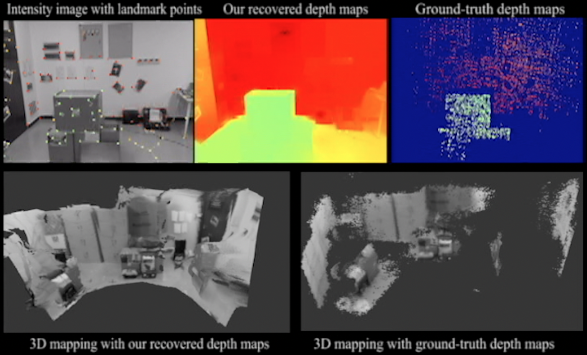 Intensity image with landmark points
Our recovered depth maps
Ground-truth depth maps
3D mapping with our recovered depth maps
3D mapping with ground-truth depth maps